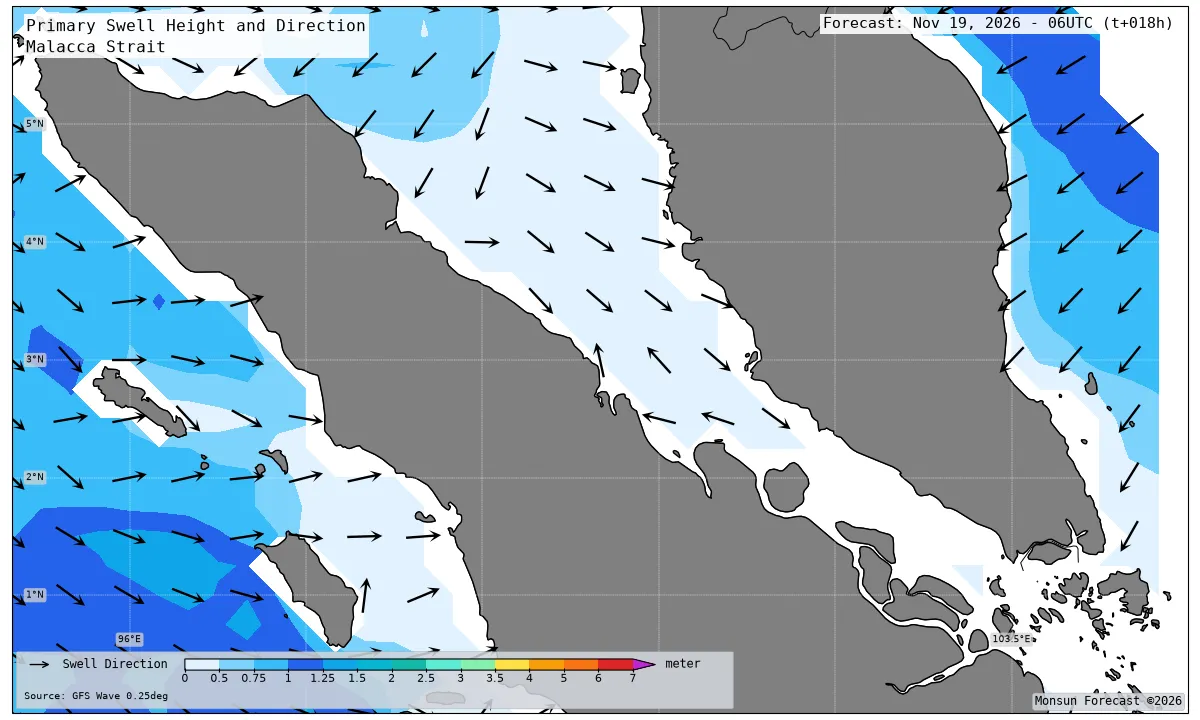 Primary Swell Height and Direction
Malacca Strait
Forecast: Nov 19, 2026 - 06UTC (t+018h)
5°N
4°N
3°N
2°N
1°N
96°E
103.5°E
Swell Direction
meter
0 0.5 0.75 1 1.25 1.5 2 2.5 3 3.5 4 5 6 7
Source: GFS Wave 0.25deg
Monsun Forecast ©2026